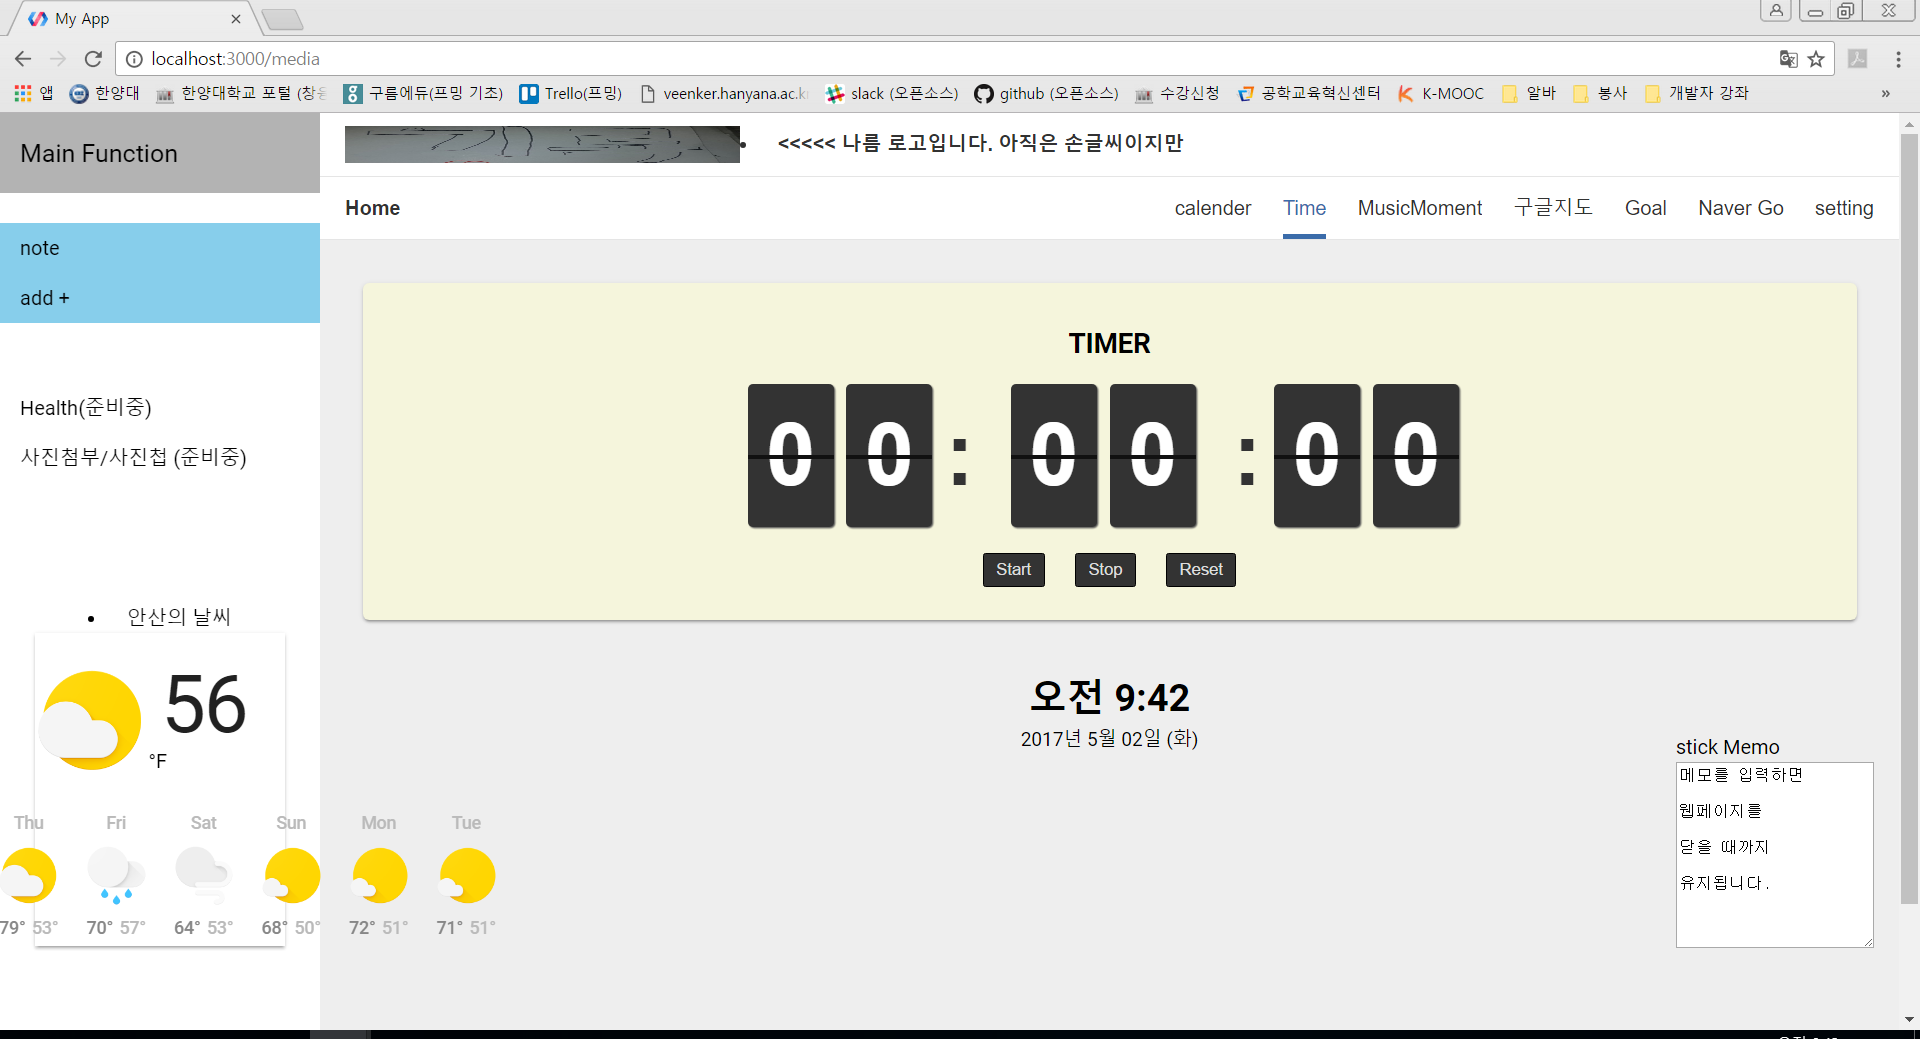 My App
localhost:3000/media
앱 한양대 한양대학교 포털 (창의 구름에듀(프밍 기초) Trello(프밍) veenker.hanyana.ac.kr slack (오픈소스) github (오픈소스) 수강신청 공학교육혁신센터 K-MOOC 알바 봉사 개발자 강좌 »
Main Function
<<<<< 나름 로고입니다. 아직은 손글씨이지만
Home calender Time MusicMoment 구글지도 Goal Naver Go setting
note
add +
Health(준비중)
사진첨부/사진첩 (준비중)
TIMER
00: 00 :00
Start Stop Reset
안산의 날씨
56
°F
Thu Fri Sat Sun Mon Tue
79° 53° 70° 57° 64° 53° 68° 50° 72° 51° 71° 51°
오전 9:42
2017년 5월 02일 (화)
stick Memo
메모를 입력하면
웹페이지를
닫을 때까지
유지됩니다.